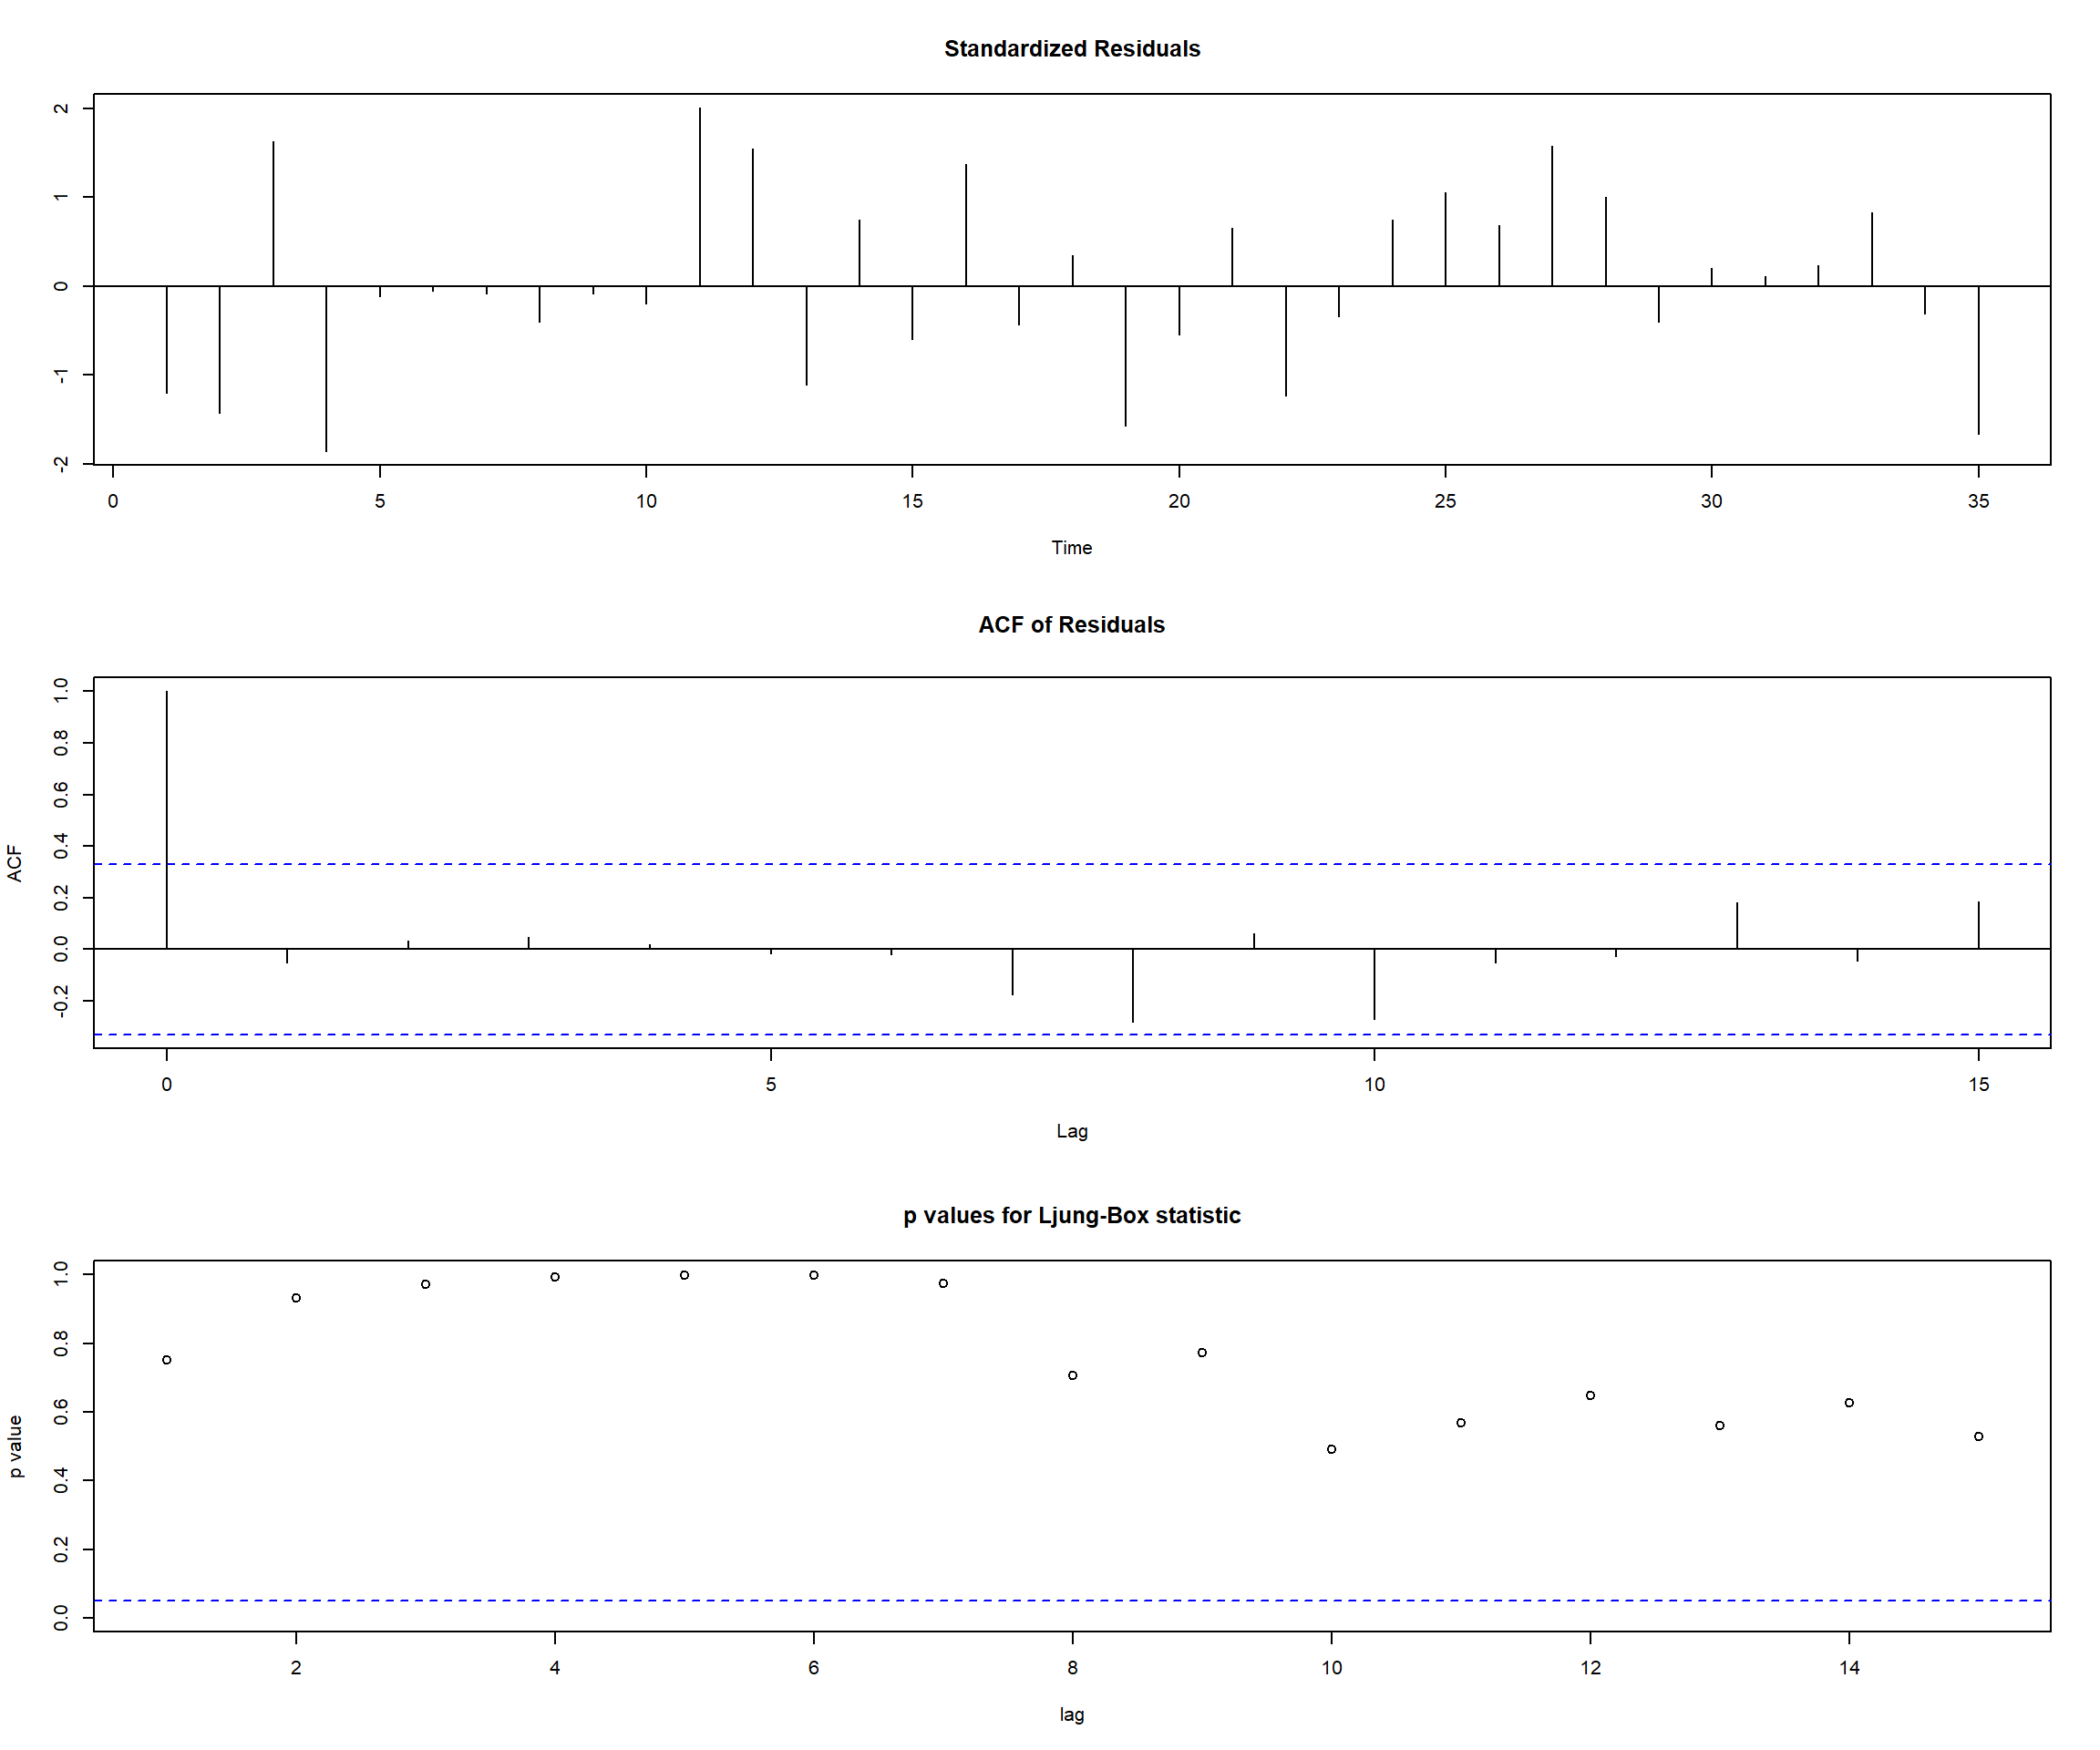 Standardized Residuals
2
1
0
-1
-2
0 5 10 15 20 25 30 35
Time
ACF of Residuals
1.0
0.8
0.6
0.4
0.2
0.0
-0.2
ACF
0 5 10 15
Lag
p values for Ljung-Box statistic
1.0
0.8
0.6
0.4
0.2
0.0
p value
2 4 6 8 10 12 14
lag